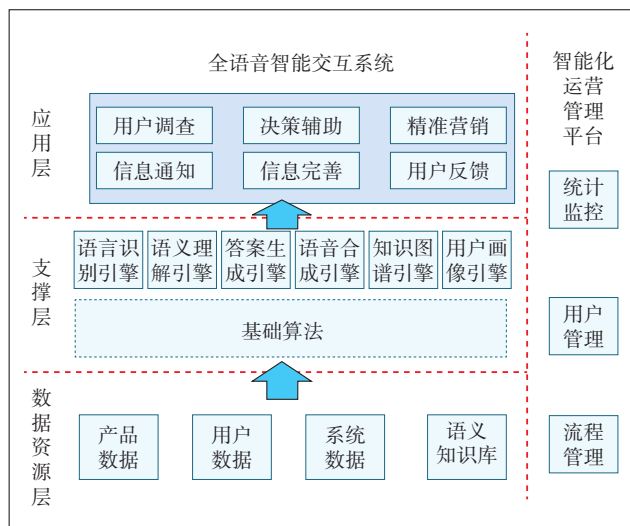 全语音智能交互系统
应
用
层
用户调查
决策辅助
精准营销
信息通知
信息完善
用户反馈
支
撑
层
语言识
别引擎
语义理
解引擎
答案生
成引擎
语音合
成引擎
知识图
谱引擎
用户画
像引擎
基础算法
数
据
资
源
层
产品
数据
用户
数据
系统
数据
语义
知识库
智能化
运营
管理
平台
统计
监控
用户
管理
流程
管理